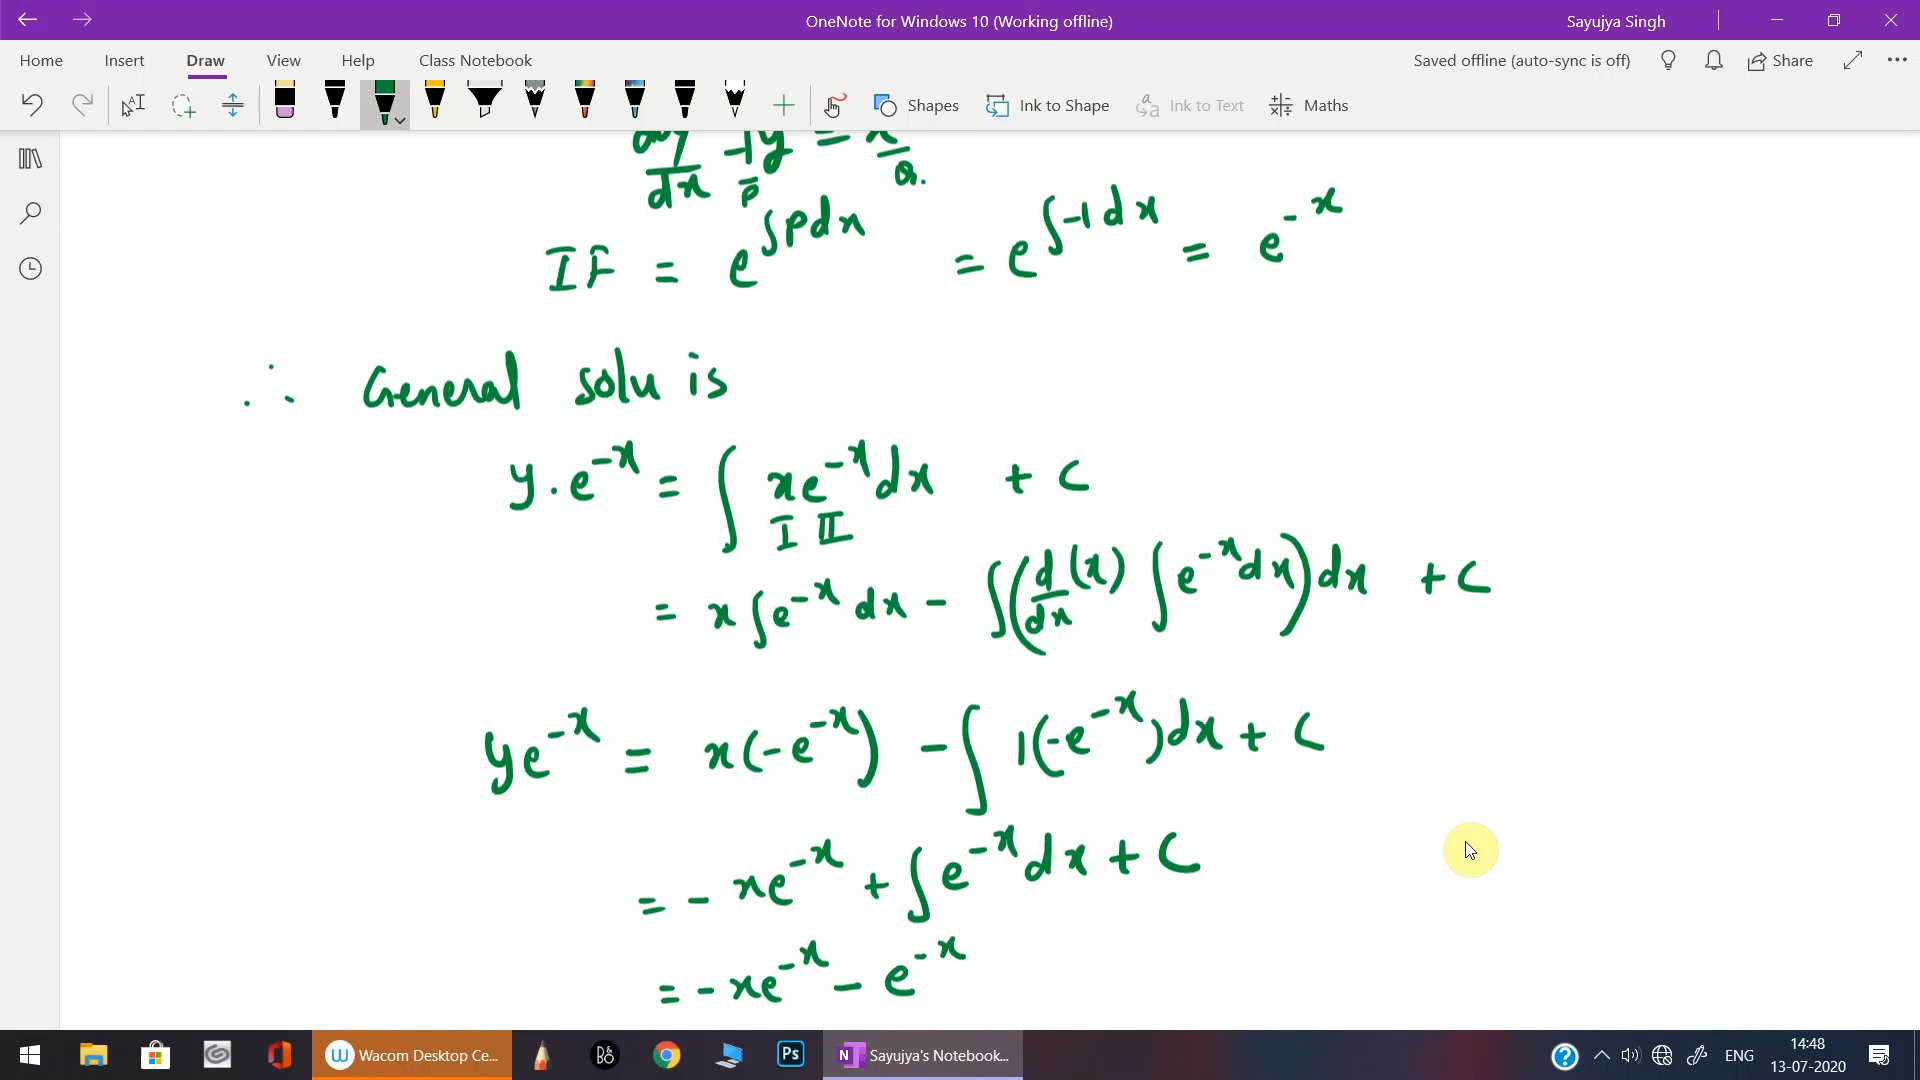 OneNote for Windows 10 (Working offline)
Sayujya Singh
Home Insert Draw View Help Class Notebook
Saved offline (auto-sync is off) Share
Shapes Ink to Shape Ink to Text Maths
dy/dx -1y = x
P Q.
IF = e^∫Pdx = e^∫-1dx = e^-x
∴ General solu is
y.e^-x = ∫xe^-x dx + C
I II
= x∫e^-x dx - ∫(d/dx (x) ∫e^-x dx)dx + C
ye^-x = x(-e^-x) - ∫1(-e^-x)dx + C
= - xe^-x + ∫e^-x dx + C
= - xe^-x - e^-x
Wacom Desktop Ce...
Sayujya's Notebook...
ENG
14:48
13-07-2020